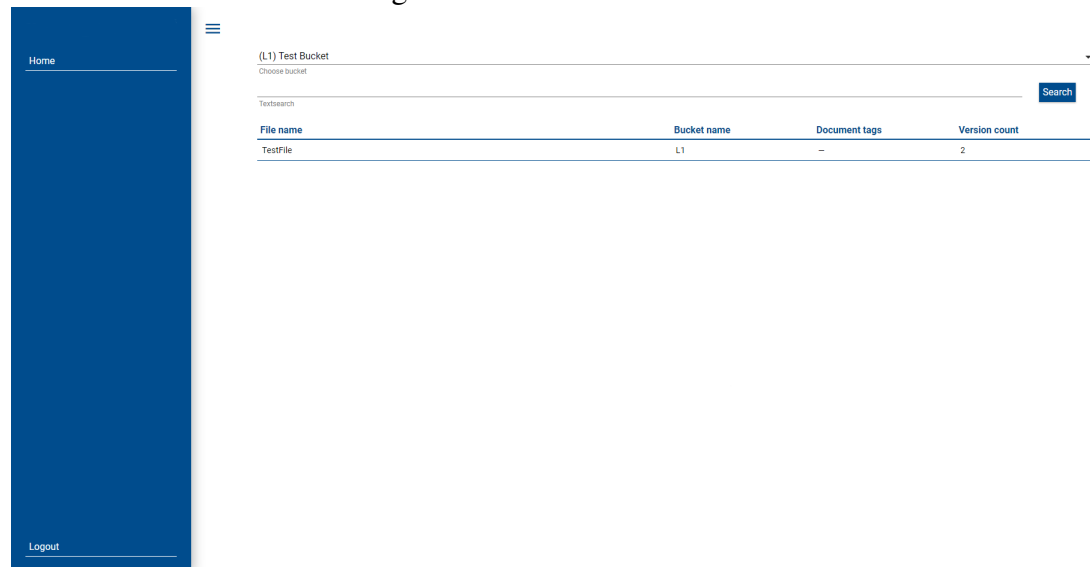 Home
(L1) Test Bucket
Choose bucket
Search
Textsearch
File name Bucket name Document tags Version count
TestFile L1 – 2
Logout